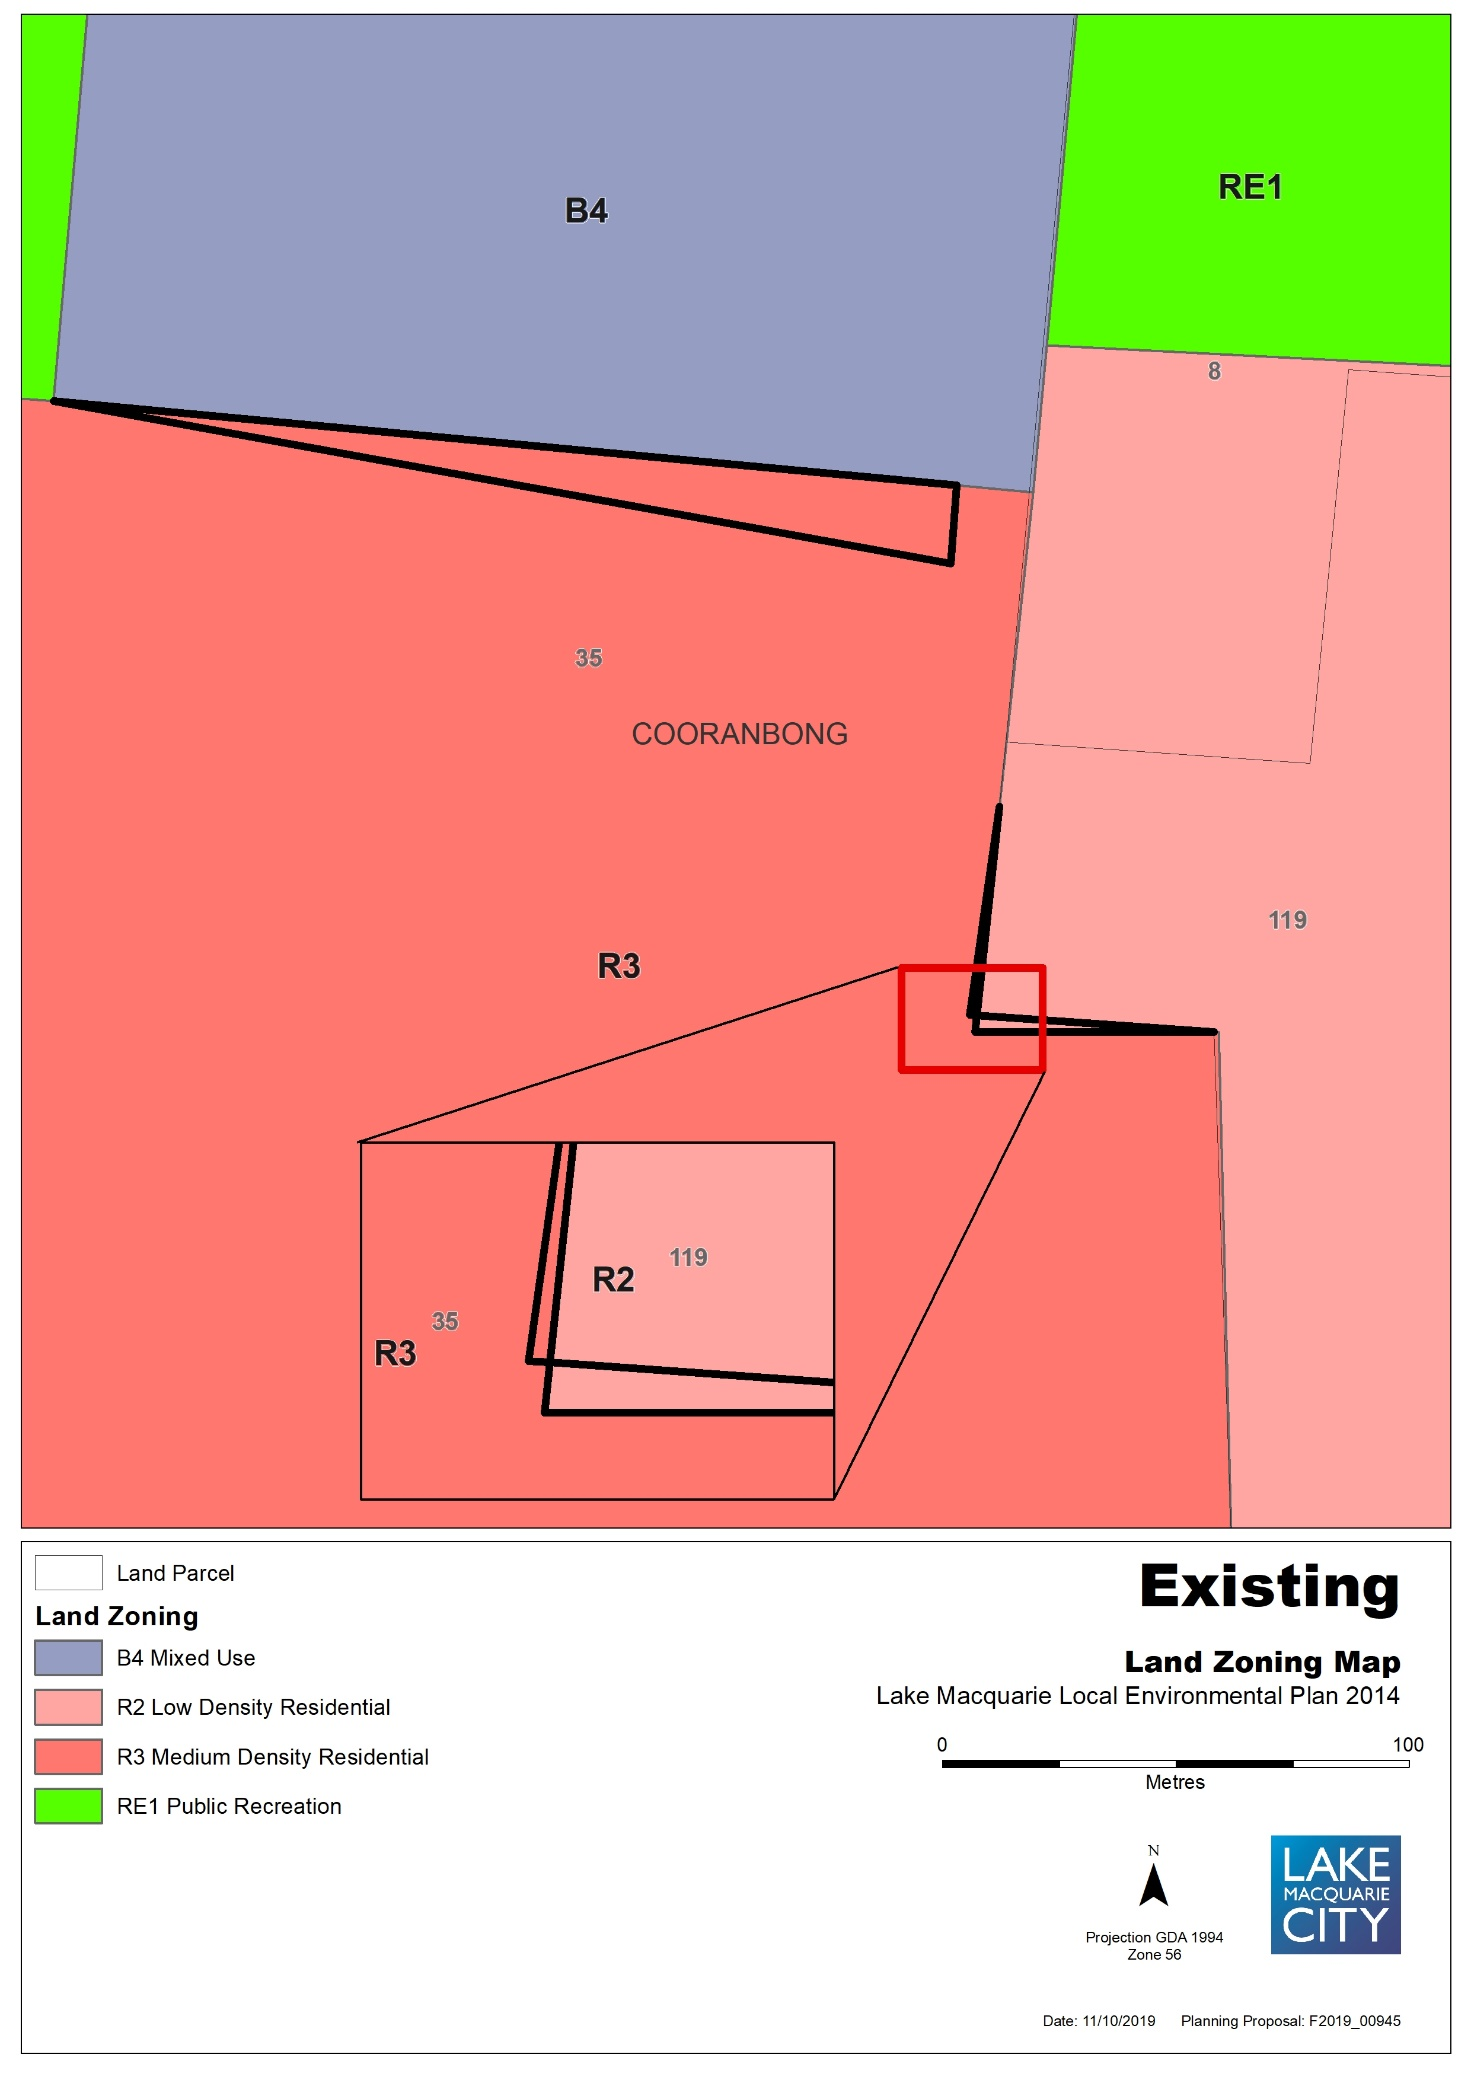 RE1
B4
8
35
COORANBONG
119
R3
119
R2
35
R3
Land Parcel
Land Zoning
B4 Mixed Use
R2 Low Density Residential
R3 Medium Density Residential
RE1 Public Recreation
Existing
Land Zoning Map
Lake Macquarie Local Environmental Plan 2014
0 100
Metres
N
Projection GDA 1994
Zone 56
LAKE
MACQUARIE
CITY
Date: 11/10/2019 Planning Proposal: F2019_00945